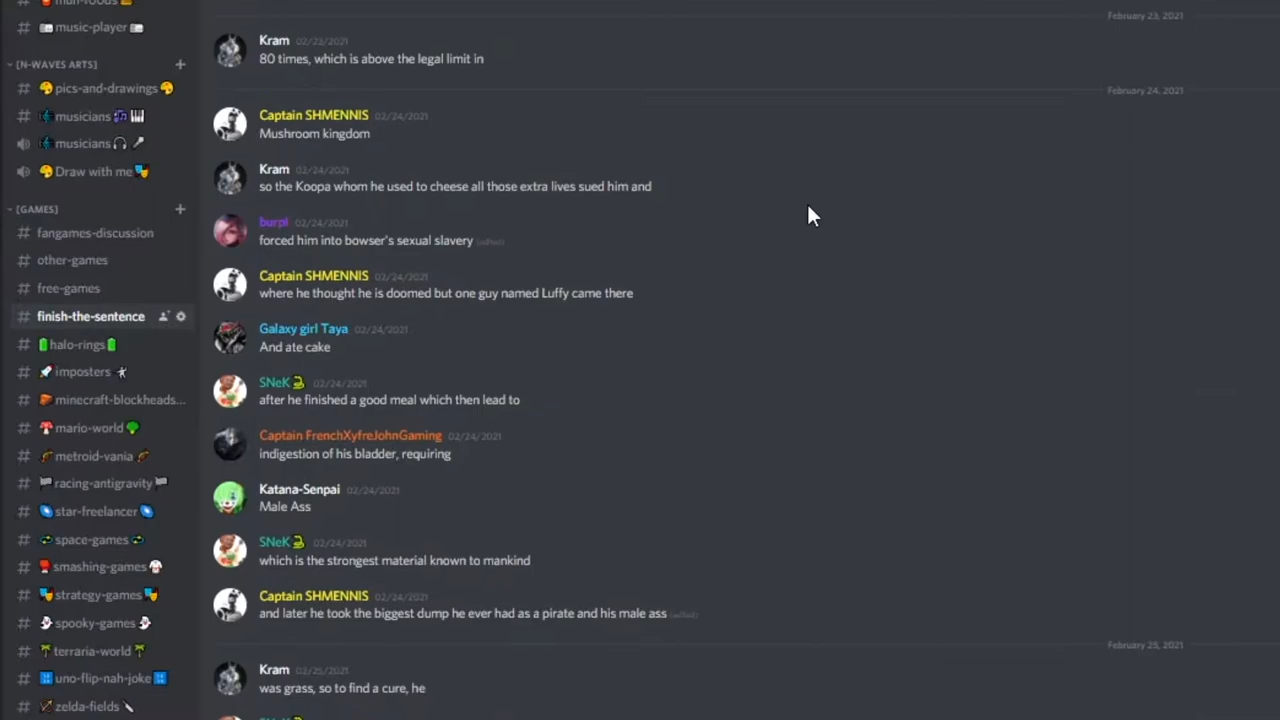 mun-foods
music-player
[N-WAVES ARTS]
pics-and-drawings
musicians
musicians
Draw with me
[GAMES]
fangames-discussion
other-games
free-games
finish-the-sentence
halo-rings
imposters
minecraft-blockheads...
mario-world
metroid-vania
racing-antigravity
star-freelancer
space-games
smashing-games
strategy-games
spooky-games
terraria-world
uno-flip-nah-joke
zelda-fields
February 23, 2021
Kram 02/23/2021
80 times, which is above the legal limit in
February 24, 2021
Captain SHMENNIS 02/24/2021
Mushroom kingdom
Kram 02/24/2021
so the Koopa whom he used to cheese all those extra lives sued him and
burpl 02/24/2021
forced him into bowser's sexual slavery (edited)
Captain SHMENNIS 02/24/2021
where he thought he is doomed but one guy named Luffy came there
Galaxy girl Taya 02/24/2021
And ate cake
SNeK 02/24/2021
after he finished a good meal which then lead to
Captain FrenchXyfreJohnGaming 02/24/2021
indigestion of his bladder, requiring
Katana-Senpai 02/24/2021
Male Ass
SNeK 02/24/2021
which is the strongest material known to mankind
Captain SHMENNIS 02/24/2021
and later he took the biggest dump he ever had as a pirate and his male ass (edited)
February 25, 2021
Kram 02/25/2021
was grass, so to find a cure, he
SNeK